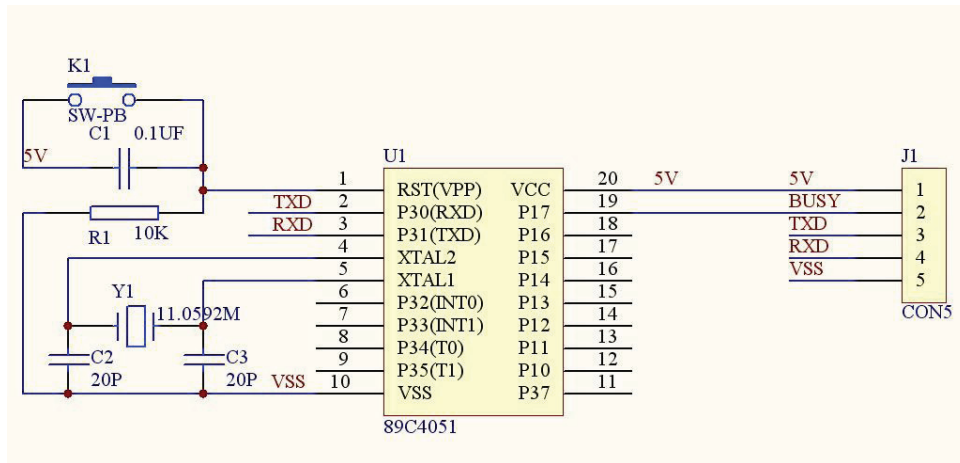 K1
SW-PB
C1 0.1UF
5V
R1 10K
Y1
11.0592M
C2
20P
C3
20P
U1
1 RST(VPP) VCC 20 5V
TXD 2 P30(RXD) P17 19
RXD 3 P31(TXD) P16 18
4 XTAL2 P15 17
5 XTAL1 P14 16
6 P32(INT0) P13 15
7 P33(INT1) P12 14
8 P34(T0) P11 13
9 P35(T1) P10 12
VSS 10 VSS P37 11
89C4051
J1
5V 1
BUSY 2
TXD 3
RXD 4
VSS 5
CON5